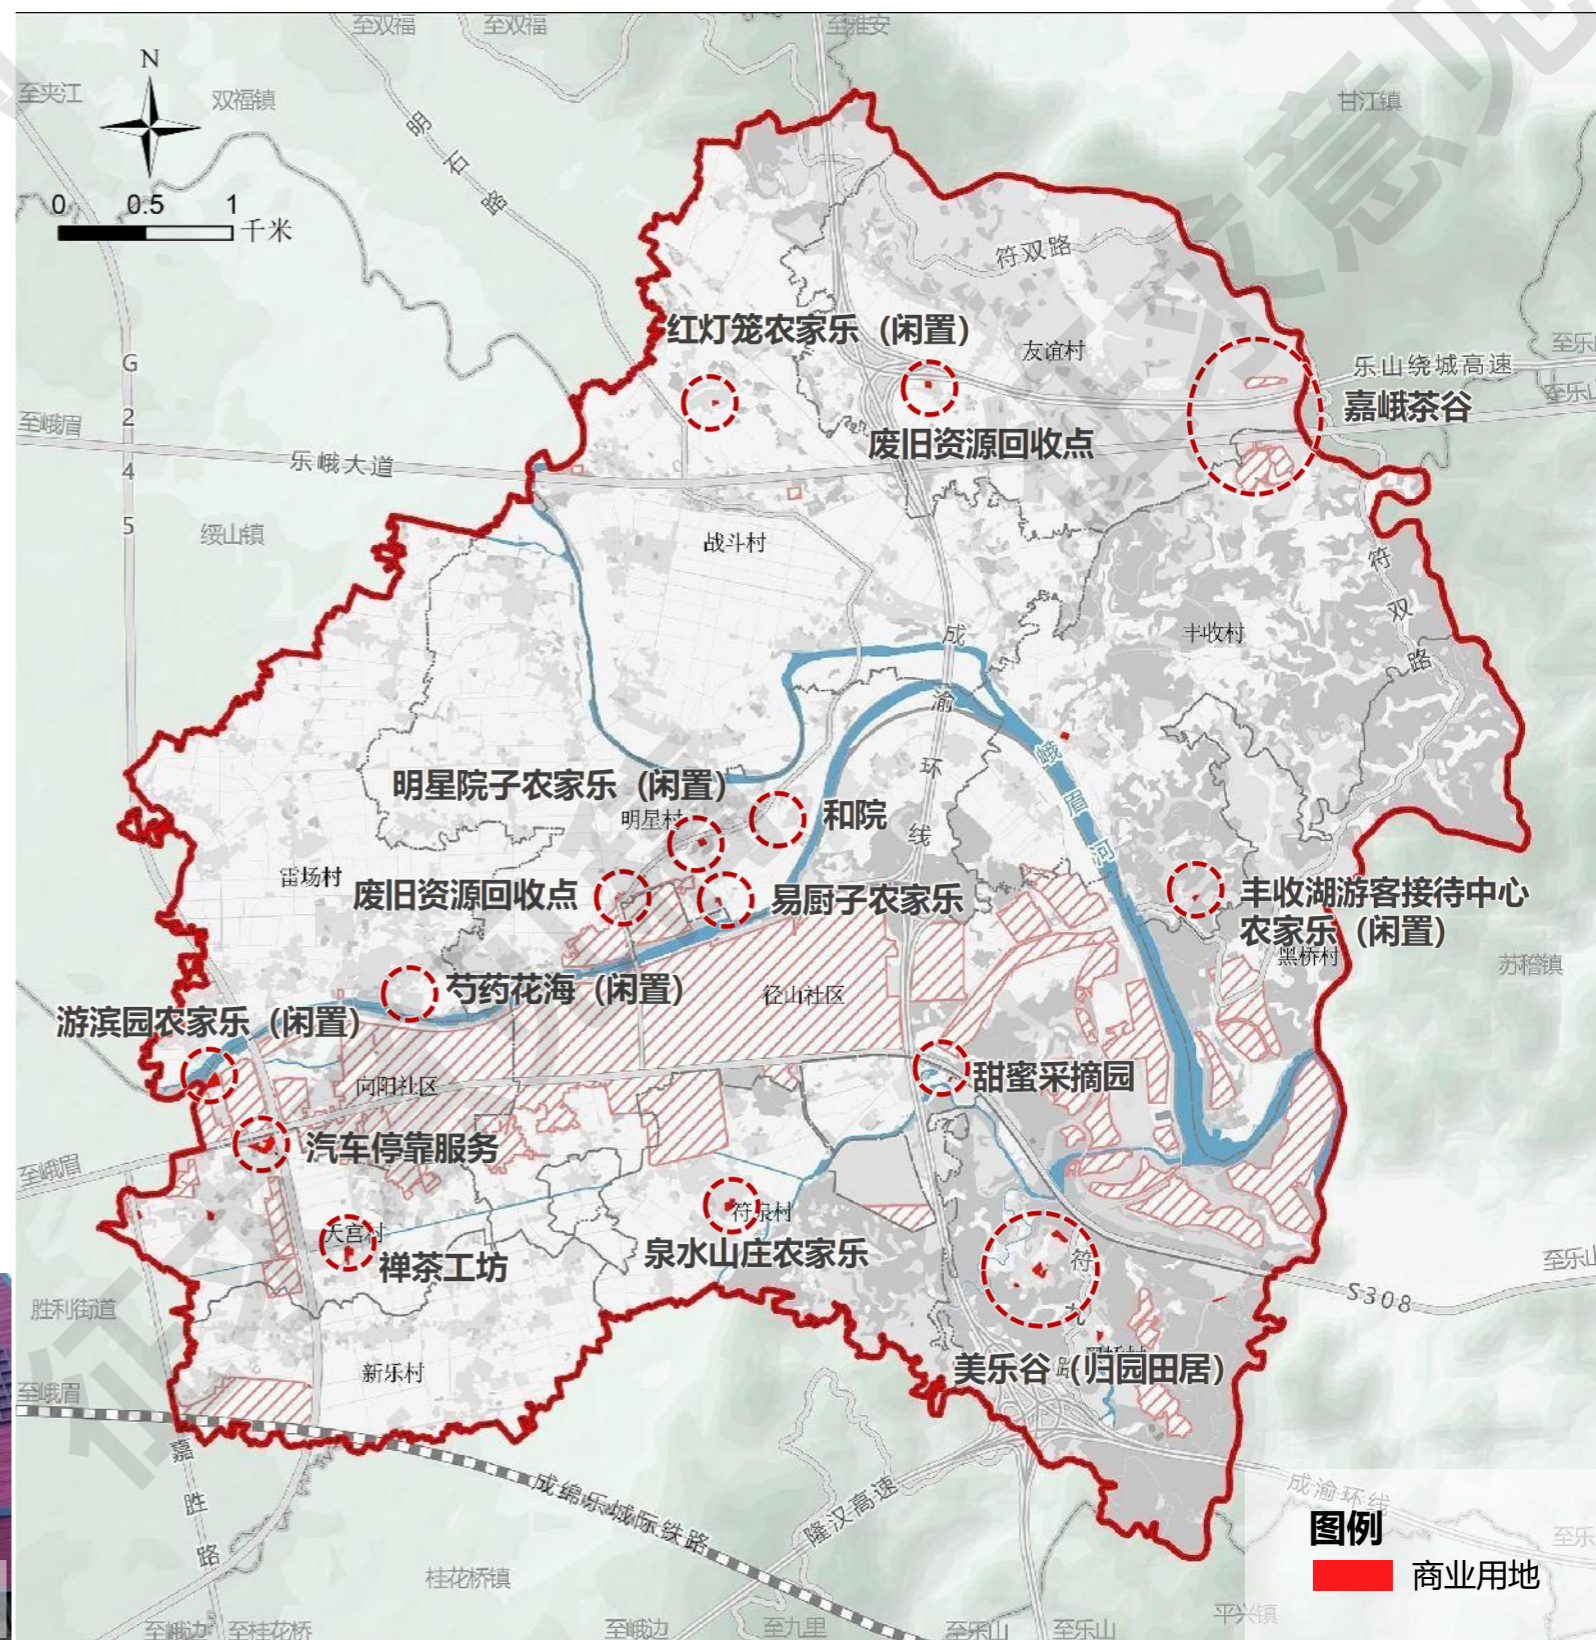 至双福
至双福
至雅安
N
至夹江
双福镇
甘江镇
明石路
0 0.5 1
千米
符双路
红灯笼农家乐（闲置）
友谊村
至乐
乐山绕城高速
G245
至峨眉
至乐山
嘉峨茶谷
废旧资源回收点
乐峨大道
绥山镇
战斗村
符双路
丰收村
成渝环线
峨眉河
明星院子农家乐（闲置）
明星村
和院
雷场村
废旧资源回收点
易厨子农家乐
丰收湖游客接待中心
农家乐（闲置）
黑桥村
苏稽镇
芍药花海（闲置）
径山社区
游滨园农家乐（闲置）
向阳社区
甜蜜采摘园
汽车停靠服务
至峨眉
符泉村
天宫村
泉水山庄农家乐
禅茶工坊
符九路
至乐山
S308
胜利街道
新乐村
美乐谷（归园田居）
至峨眉
嘉胜路
成绵乐城际铁路
隆汉高速
成渝环线
图例
商业用地
至乐
桂花桥镇
平兴镇
至峨边
至桂花桥
至峨边
至九里
至乐山
至乐山
征求意见